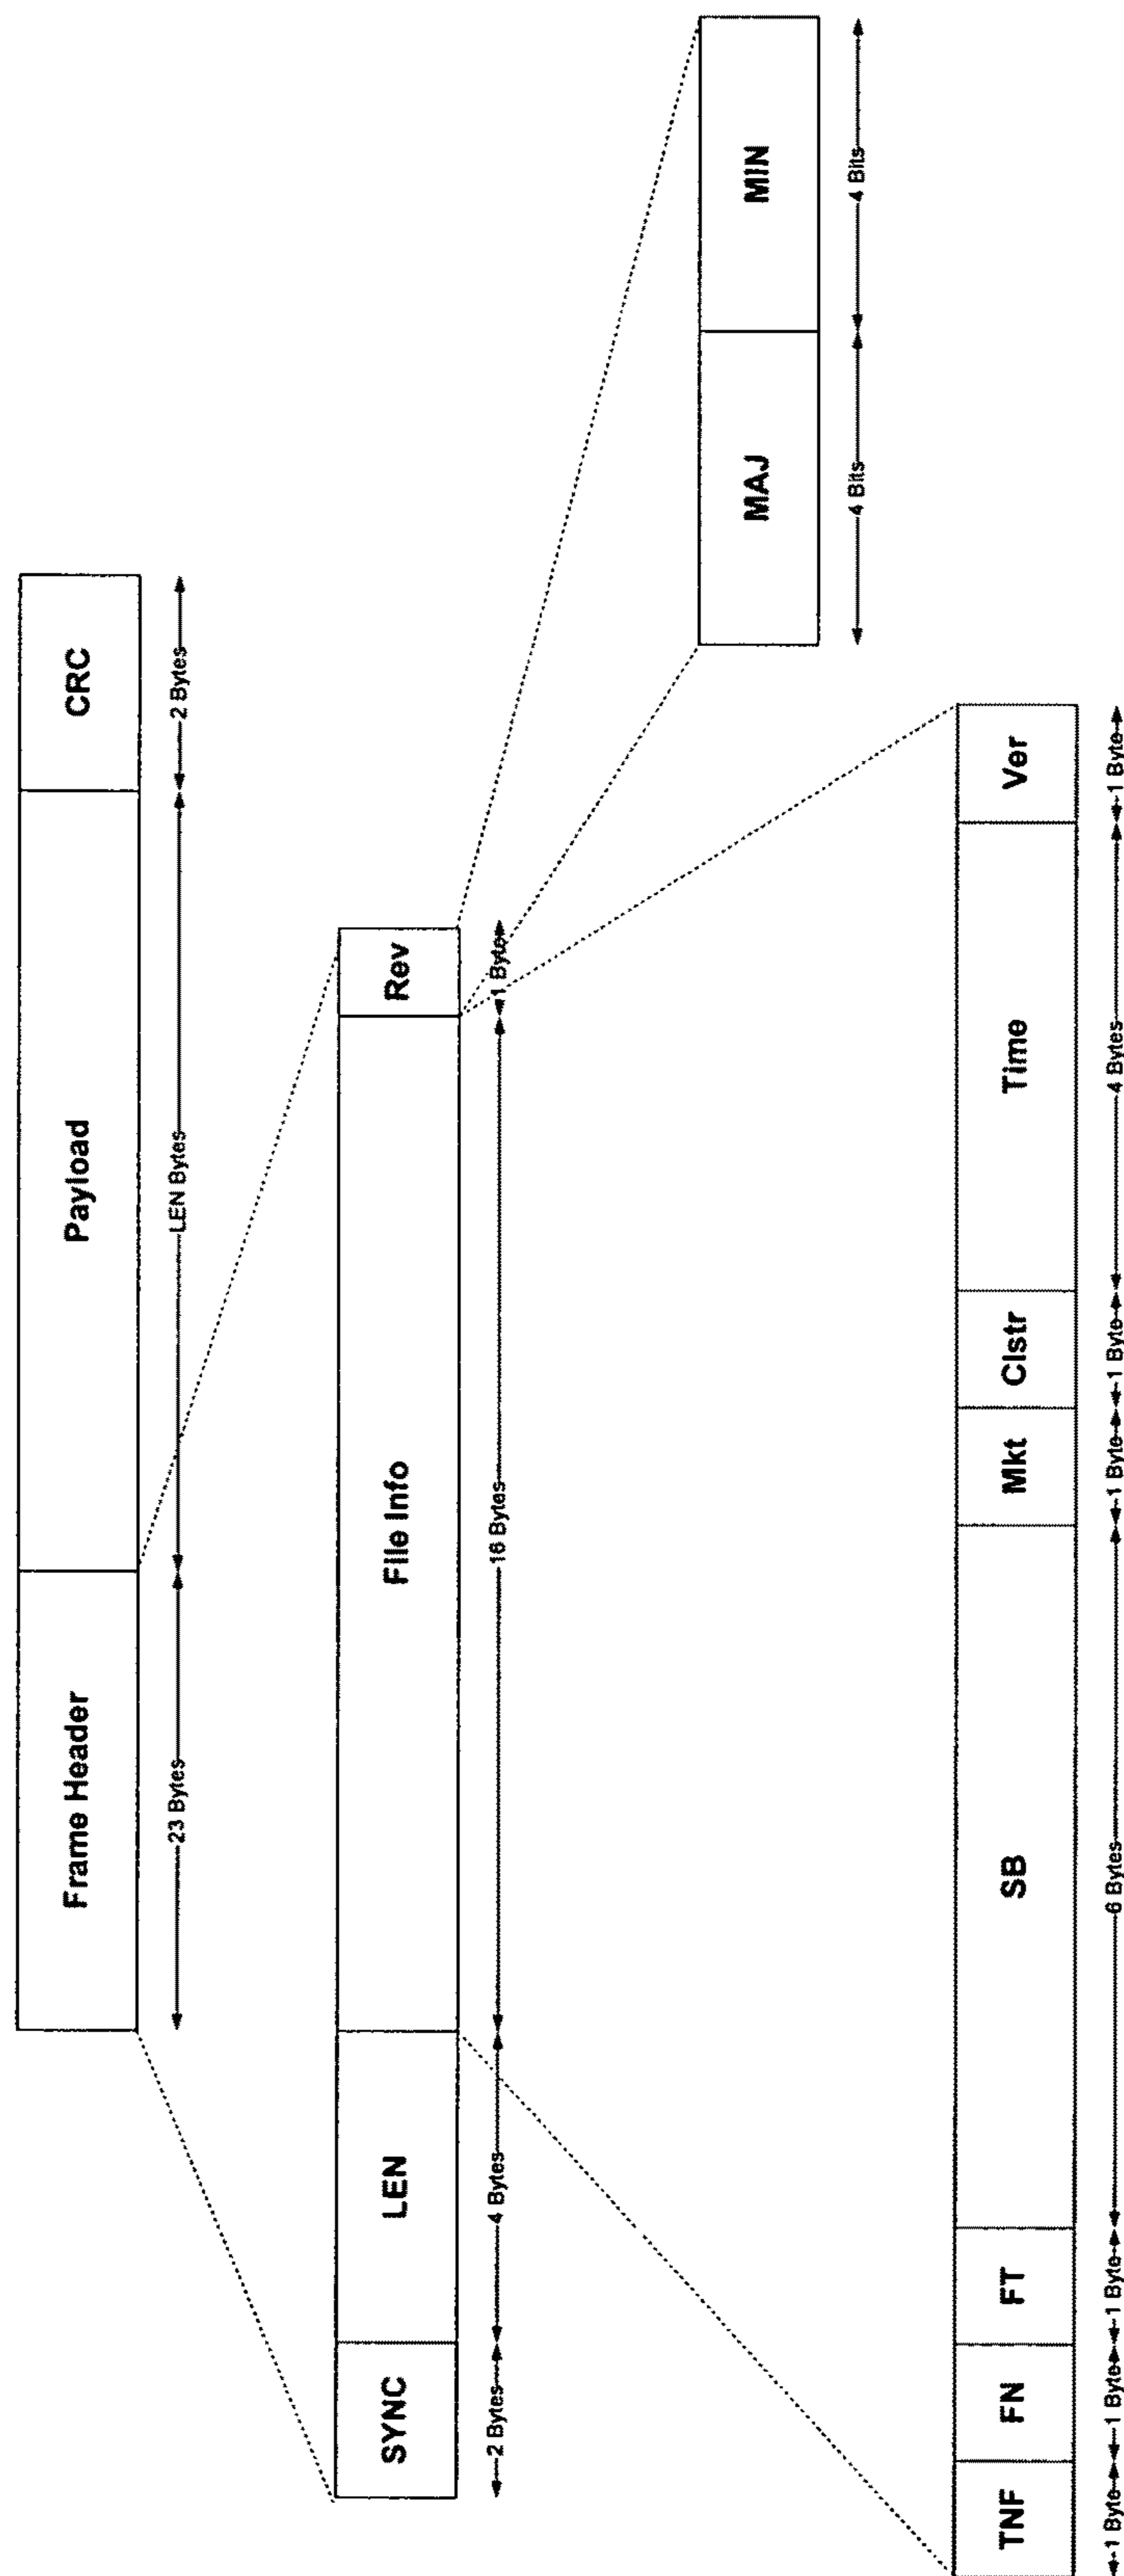 Frame Header
Payload
CRC
23 Bytes
LEN Bytes
2 Bytes
SYNC
LEN
File Info
Rev
2 Bytes
4 Bytes
16 Bytes
1 Byte
MAJ
MIN
4 Bits
4 Bits
TNF
FN
FT
SB
Mkt
Clstr
Time
Ver
1 Byte
1 Byte
1 Byte
6 Bytes
1 Byte
1 Byte
4 Bytes
1 Byte